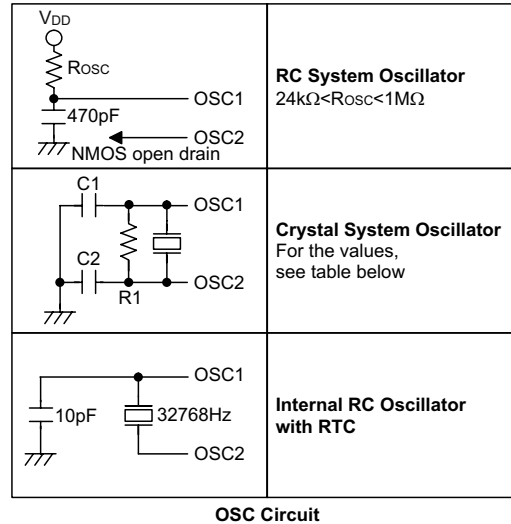 VDD
ROSC
OSC1
470pF
OSC2
NMOS open drain
RC System Oscillator
24kΩ<ROSC<1MΩ
C1
OSC1
C2
R1
OSC2
Crystal System Oscillator
For the values,
see table below
OSC1
10pF
32768Hz
OSC2
Internal RC Oscillator
with RTC
OSC Circuit